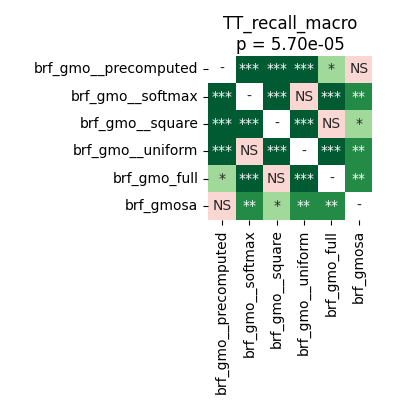 TT_recall_macro
p = 5.70e-05
brf_gmo__precomputed - *** *** *** * NS
brf_gmo__softmax *** - *** NS *** **
brf_gmo__square *** *** - *** NS *
brf_gmo__uniform *** NS *** - *** **
brf_gmo_full * *** NS *** - **
brf_gmosa NS ** * ** ** -
brf_gmo__precomputed
brf_gmo__softmax
brf_gmo__square
brf_gmo__uniform
brf_gmo_full
brf_gmosa